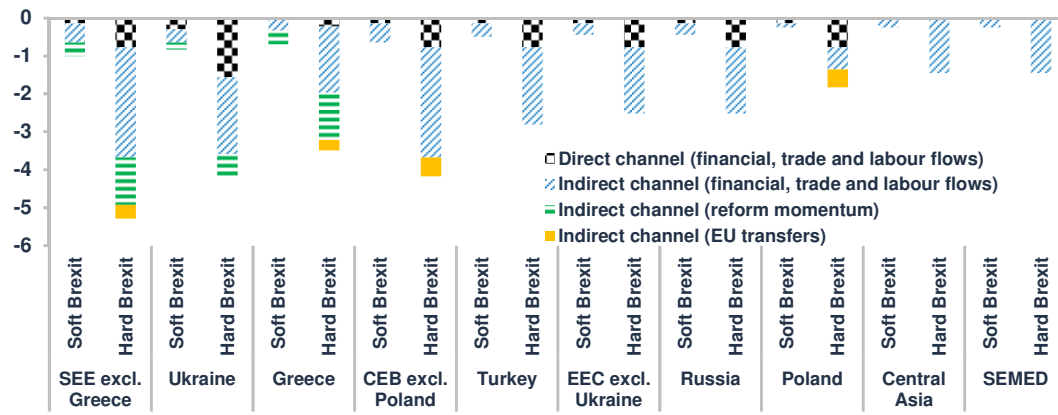 0
-1
-2
-3
-4
-5
-6
Direct channel (financial, trade and labour flows)
Indirect channel (financial, trade and labour flows)
Indirect channel (reform momentum)
Indirect channel (EU transfers)
Soft Brexit
Hard Brexit
Soft Brexit
Hard Brexit
Soft Brexit
Hard Brexit
Soft Brexit
Hard Brexit
Soft Brexit
Hard Brexit
Soft Brexit
Hard Brexit
Soft Brexit
Hard Brexit
Soft Brexit
Hard Brexit
Soft Brexit
Hard Brexit
Soft Brexit
Hard Brexit
SEE excl.
Greece
Ukraine
Greece
CEB excl.
Poland
Turkey
EEC excl.
Ukraine
Russia
Poland
Central
Asia
SEMED